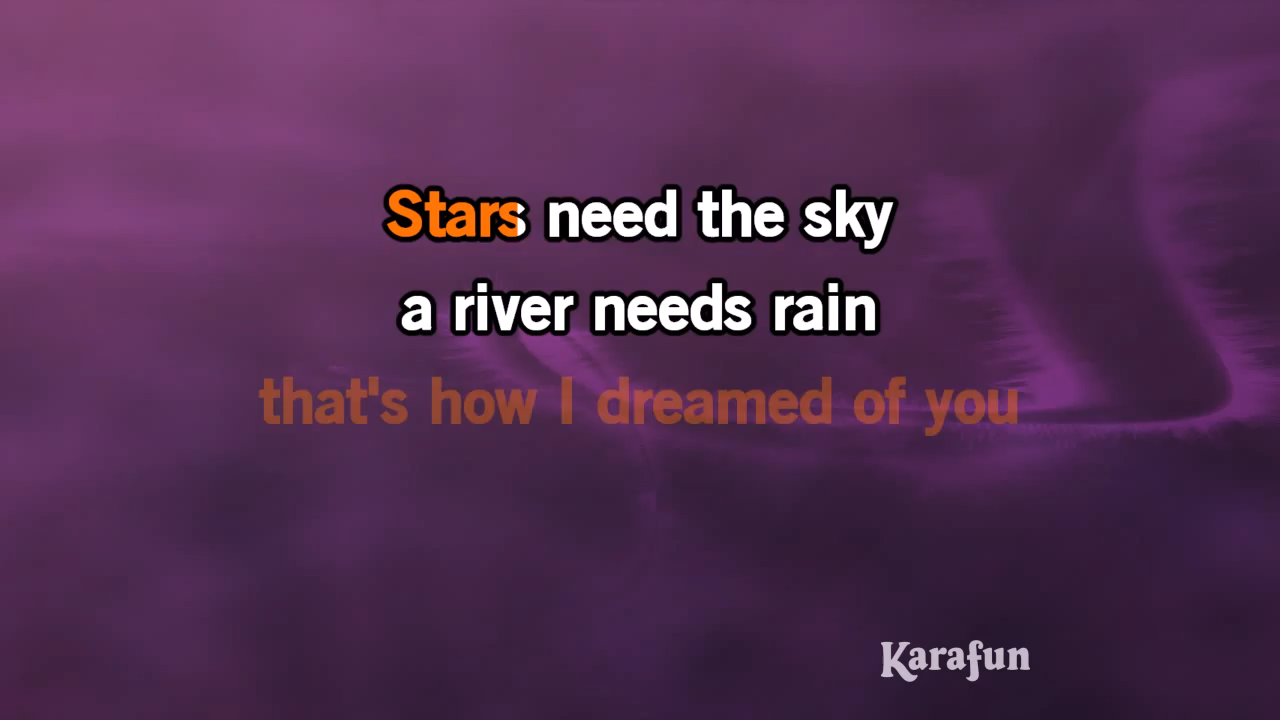 Stars need the sky
a river needs rain
that's how I dreamed of you
Karafun